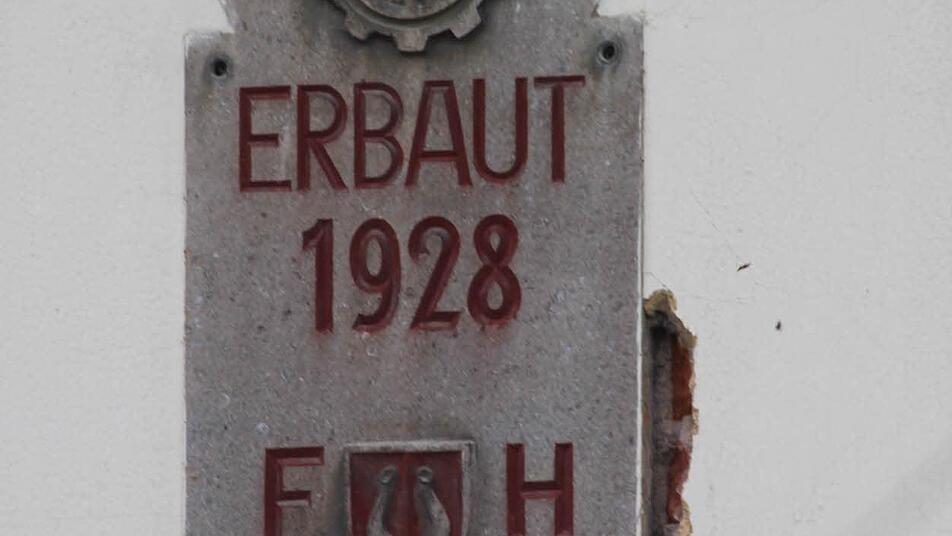 ERBAUT
1928
F H